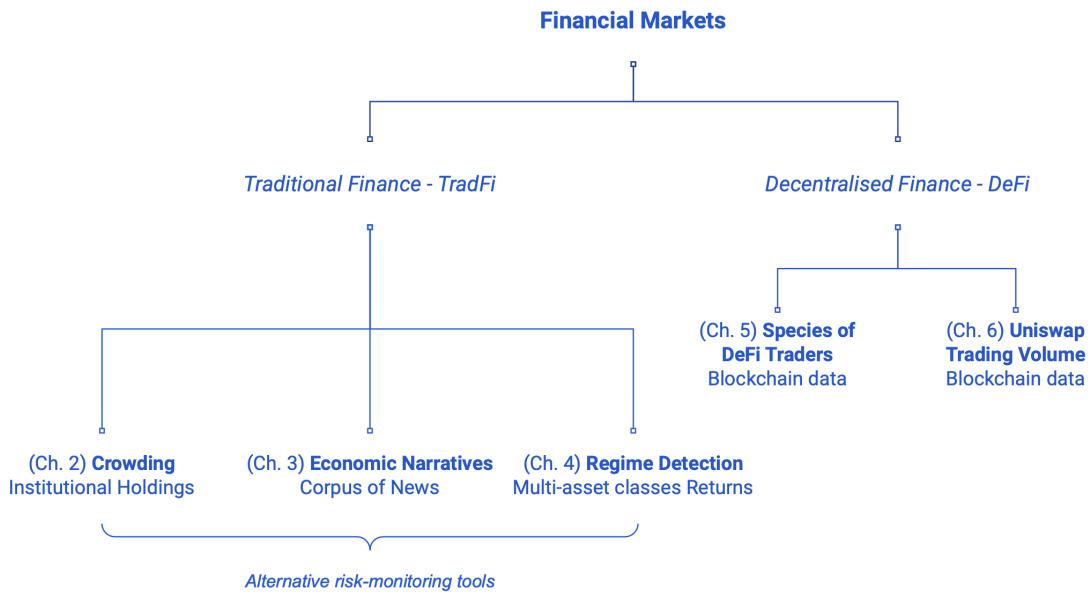 Financial Markets
Traditional Finance - TradFi
Decentralised Finance - DeFi
(Ch. 5) Species of
DeFi Traders
Blockchain data
(Ch. 6) Uniswap
Trading Volume
Blockchain data
(Ch. 2) Crowding
Institutional Holdings
(Ch. 3) Economic Narratives
Corpus of News
(Ch. 4) Regime Detection
Multi-asset classes Returns
Alternative risk-monitoring tools